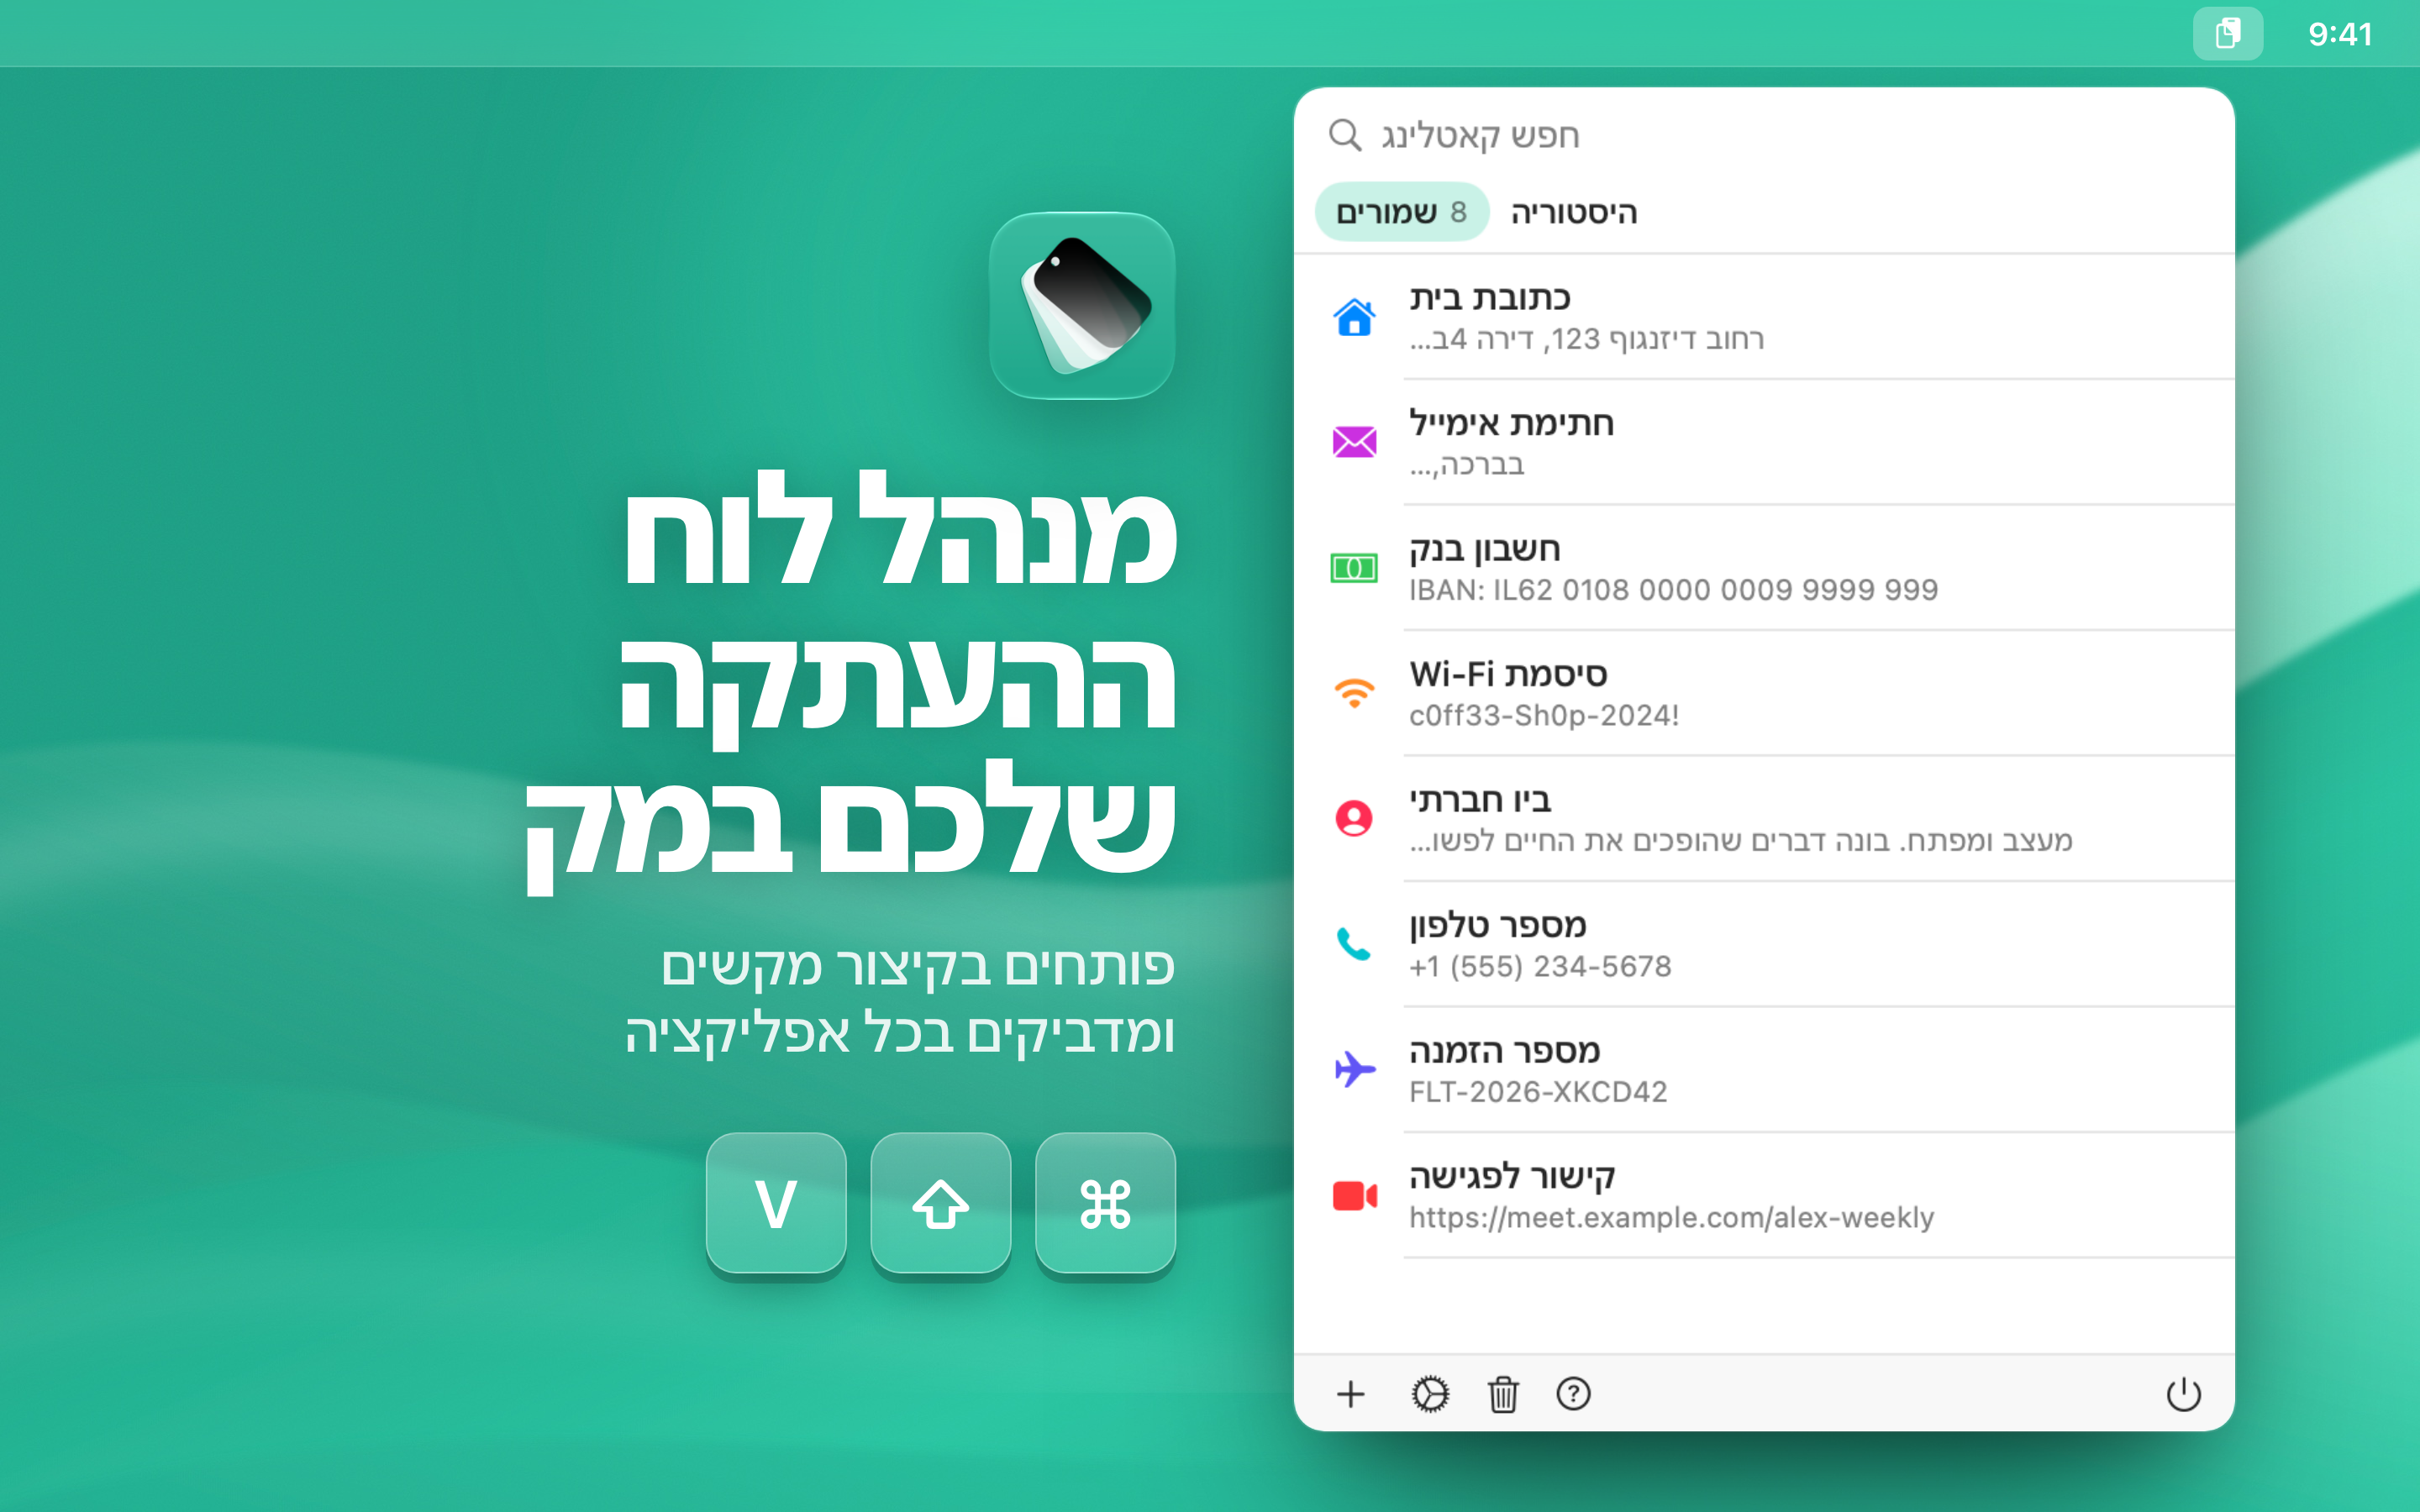 9:41
מנהל לוח
ההעתקה
שלכם במק
פותחים בקיצור מקשים
ומדביקים בכל אפליקציה
⌘ ⇧ V
חפש קאטלינג
שמורים 8 היסטוריה
כתובת בית
רחוב דיזנגוף 123, דירה 4ב...
חתימת אימייל
בברכה,...
חשבון בנק
IBAN: IL62 0108 0000 0009 9999 999
סיסמת Wi-Fi
c0ff33-Sh0p-2024!
ביו חברתי
מעצב ומפתח. בונה דברים שהופכים את החיים לפשו...
מספר טלפון
+1 (555) 234-5678
מספר הזמנה
FLT-2026-XKCD42
קישור לפגישה
https://meet.example.com/alex-weekly